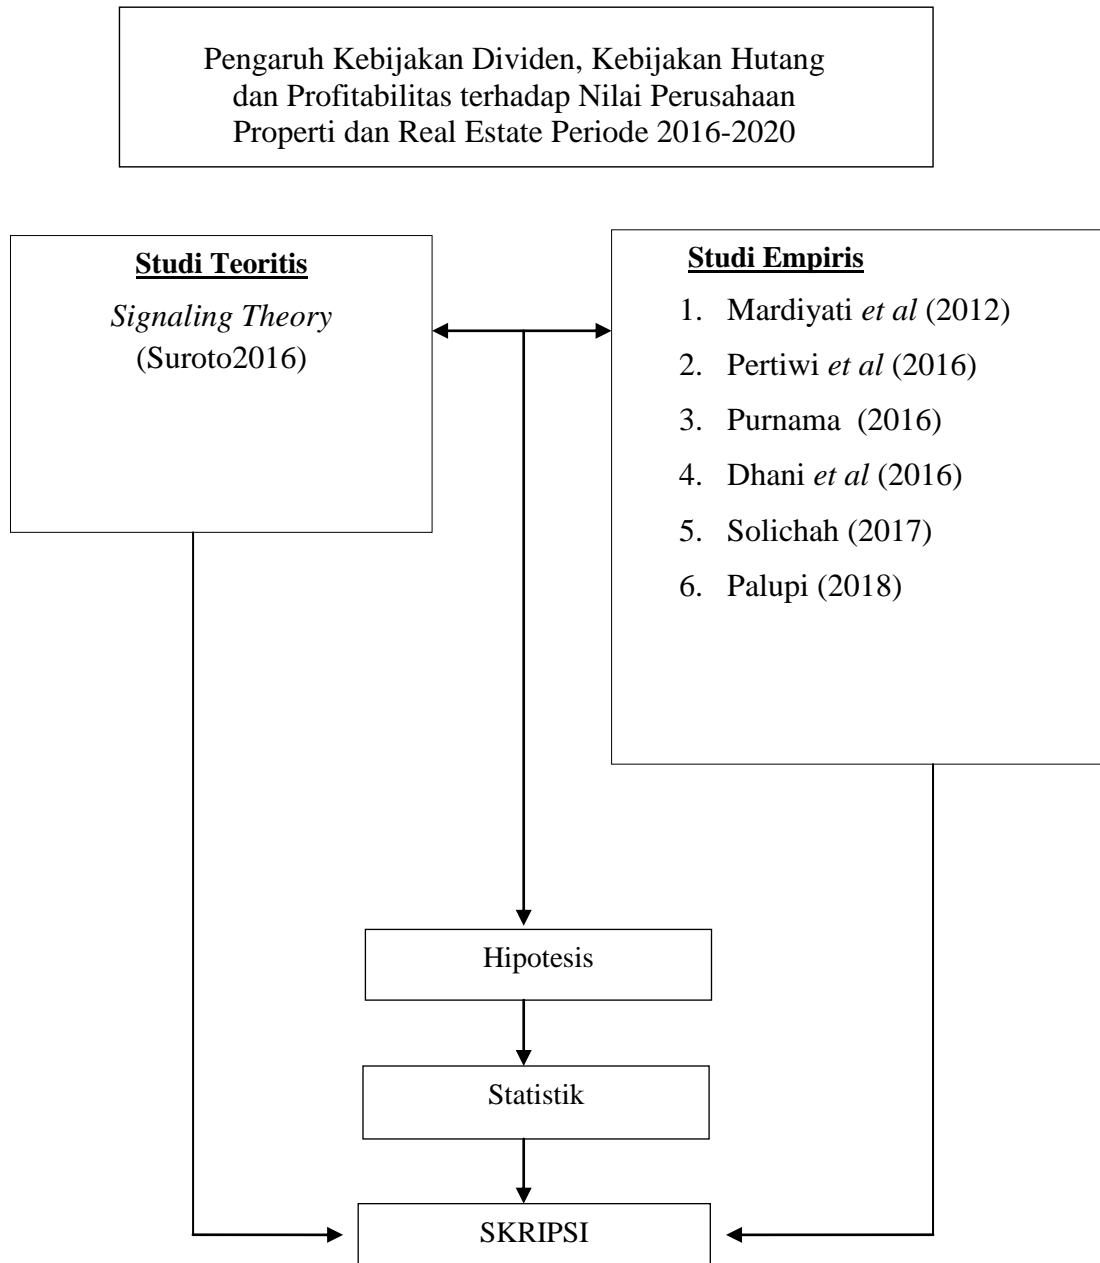 Pengaruh Kebijakan Dividen, Kebijakan Hutang
dan Profitabilitas terhadap Nilai Perusahaan
Properti dan Real Estate Periode 2016-2020
Studi Teoritis
Signaling Theory
(Suroto2016)
Studi Empiris
1. Mardiyati et al (2012)
2. Pertiwi et al (2016)
3. Purnama (2016)
4. Dhani et al (2016)
5. Solichah (2017)
6. Palupi (2018)
Hipotesis
Statistik
SKRIPSI